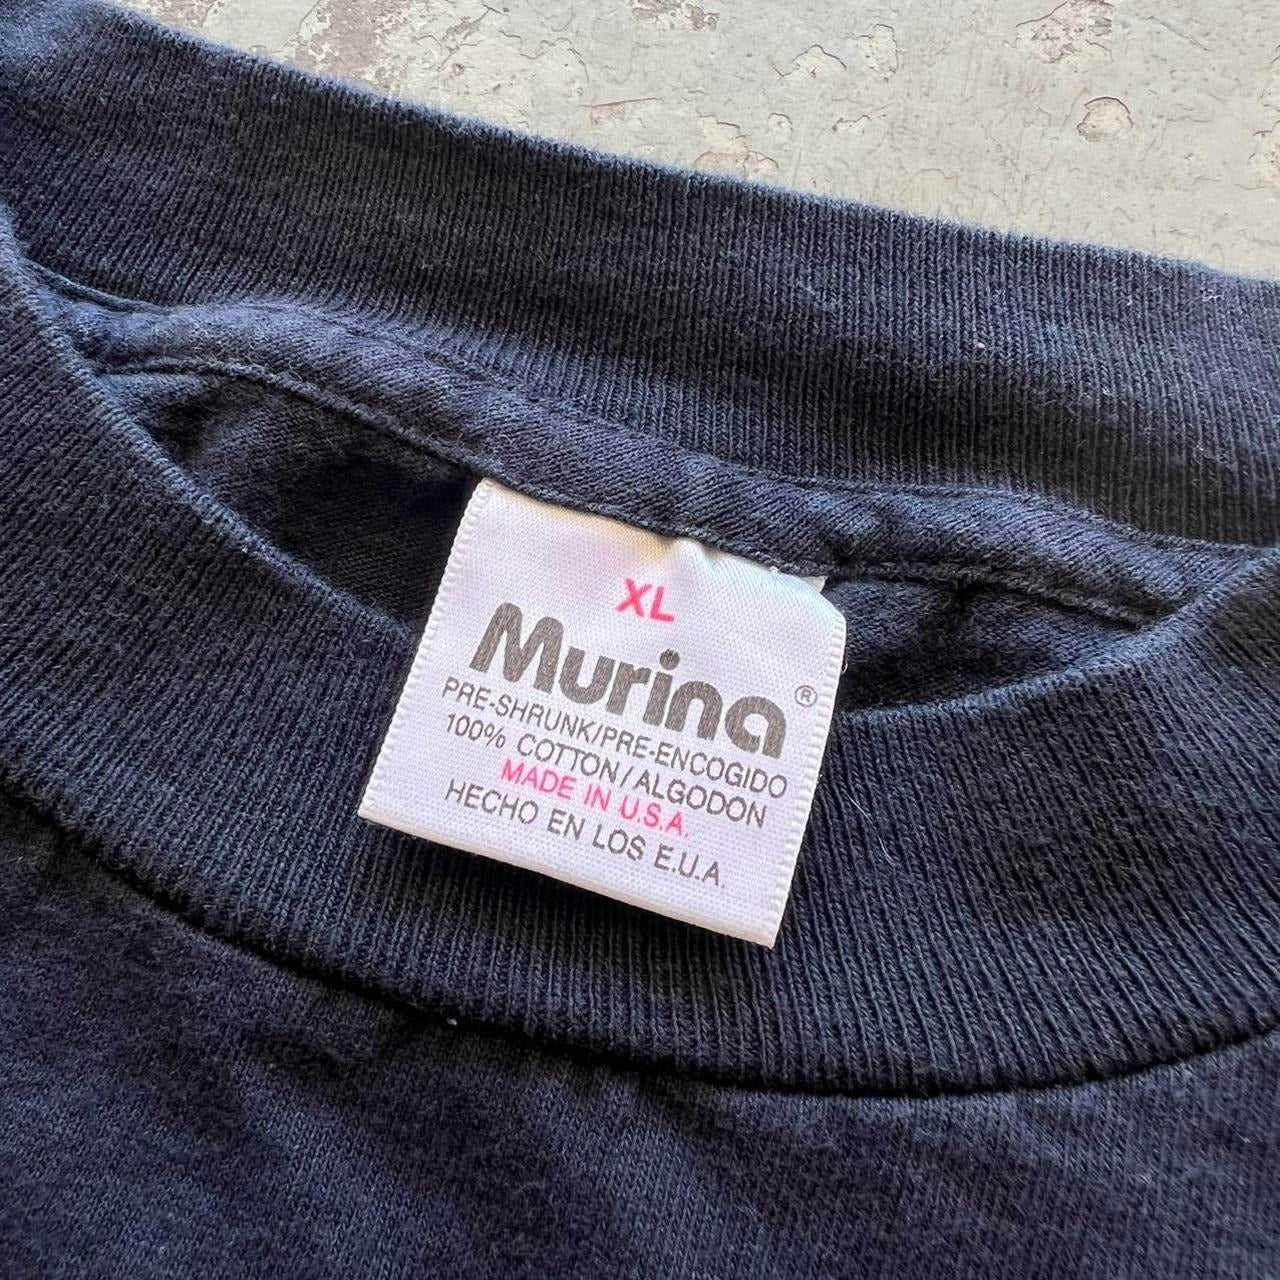 XL
Murina®
PRE-SHRUNK/PRE-ENCOGIDO
100% COTTON/ALGODON
MADE IN U.S.A.
HECHO EN LOS E.U.A.